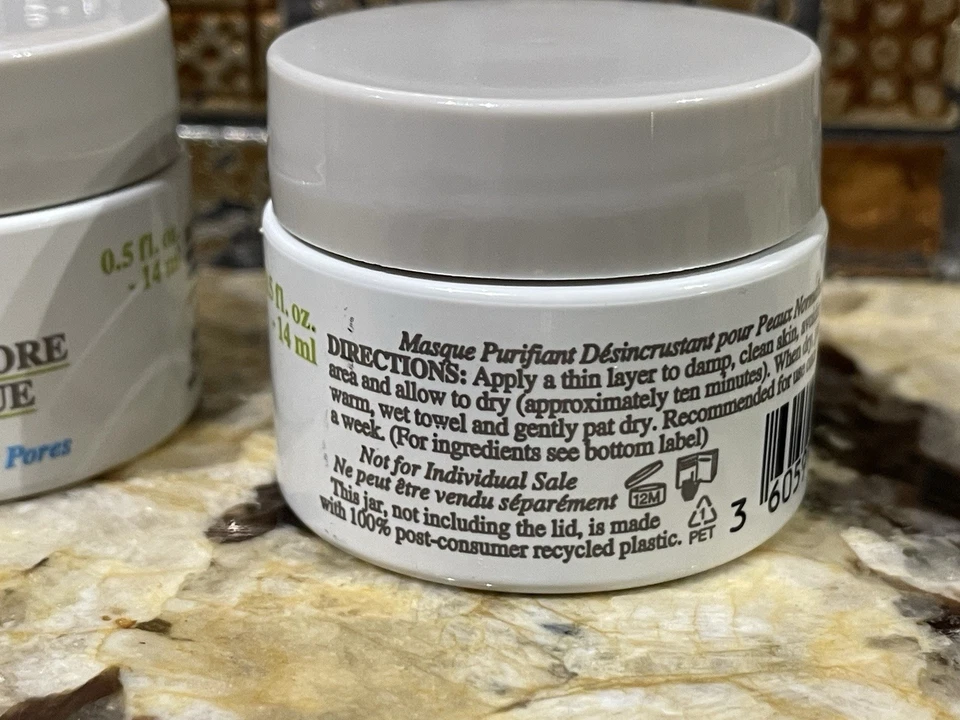 0.5 fl. oz.
- 14 ml
ORE
UE
Pores
fl. oz.
14 ml
Masque Purifiant Désincrustant pour Peaux
DIRECTIONS: Apply a thin layer to damp, clean skin,
area and allow to dry (approximately ten minutes). When dry,
warm, wet towel and gently pat dry. Recommended for use
a week. (For ingredients see bottom label)
Not for Individual Sale
Ne peut être vendu séparément
This jar, not including the lid, is made
with 100% post-consumer recycled plastic.
12M
1
PET
3 605